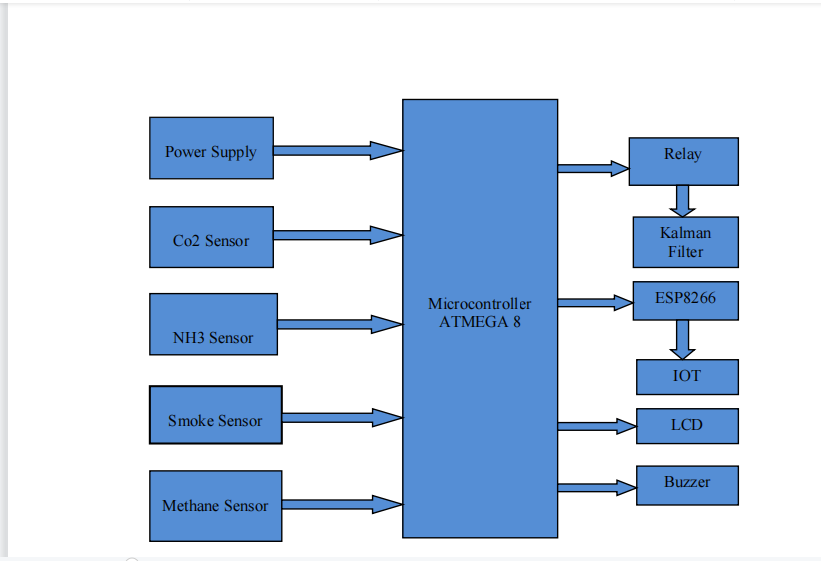 Power Supply
Co2 Sensor
NH3 Sensor
Smoke Sensor
Methane Sensor
Microcontroller
ATMEGA 8
Relay
Kalman
Filter
ESP8266
IOT
LCD
Buzzer